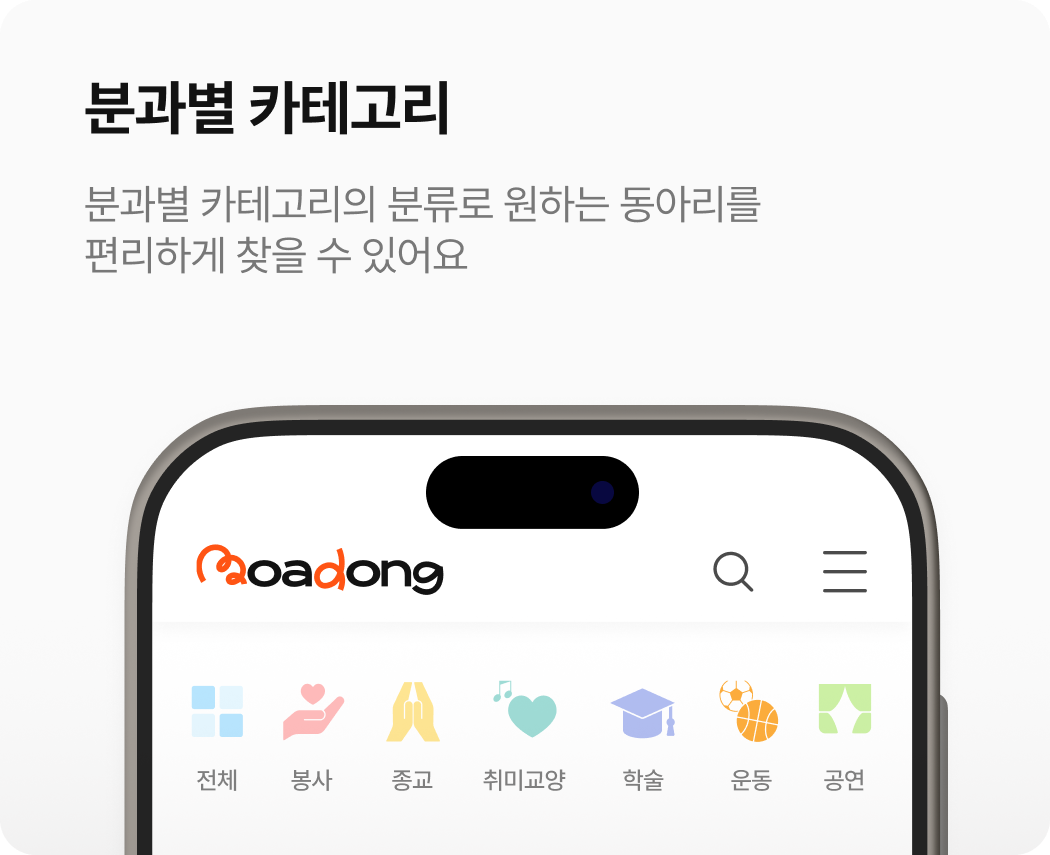 분과별 카테고리
분과별 카테고리의 분류로 원하는 동아리를
편리하게 찾을 수 있어요
Moadong
전체 봉사 종교 취미교양 학술 운동 공연